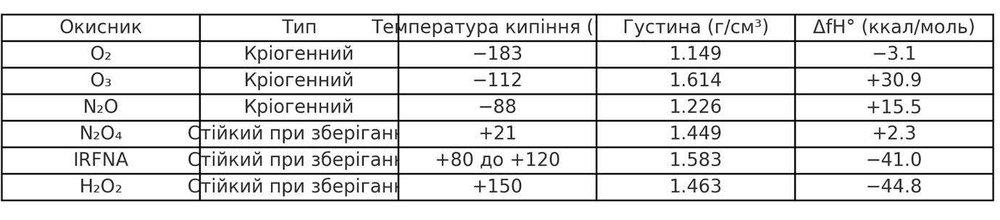 Окисник Тип Температура кипіння ( Густина (г/см³) ΔfH° (ккал/моль)
O₂ Кріогенний −183 1.149 −3.1
O₃ Кріогенний −112 1.614 +30.9
N₂O Кріогенний −88 1.226 +15.5
N₂O₄ Стійкий при зберіганн +21 1.449 +2.3
IRFNA Стійкий при зберіганн +80 до +120 1.583 −41.0
H₂O₂ Стійкий при зберіганн +150 1.463 −44.8